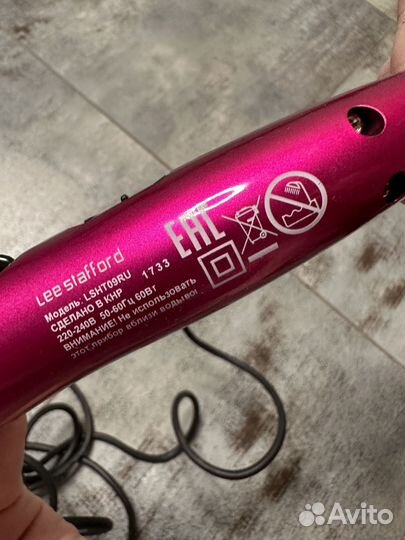 Lee stafford
Модель: LSHT09RU 1733
СДЕЛАНО В КНР
220-240В 50-60Гц 60Вт
ВНИМАНИЕ! Не использовать
этот прибор вблизи воды!
EAC
Avito